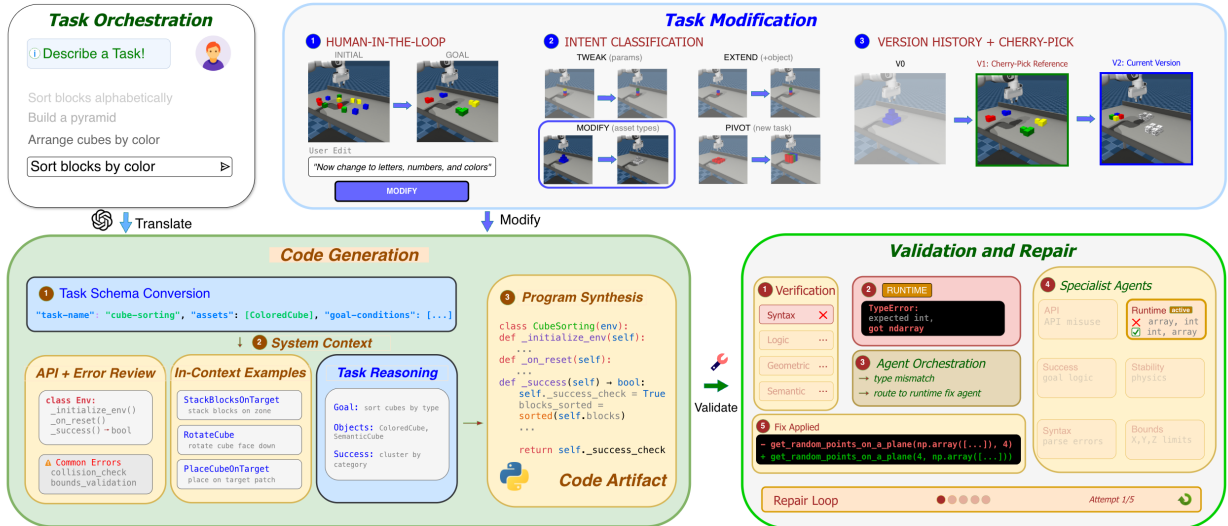 Task Orchestration
Describe a Task!
Sort blocks alphabetically
Build a pyramid
Arrange cubes by color
Sort blocks by color
Task Modification
1 HUMAN-IN-THE-LOOP
INITIAL
GOAL
User Edit
"Now change to letters, numbers, and colors"
MODIFY
2 INTENT CLASSIFICATION
TWEAK (params)
EXTEND (+object)
MODIFY (asset types)
PIVOT (new task)
3 VERSION HISTORY + CHERRY-PICK
V0
V1: Cherry-Pick Reference
V2: Current Version
Translate
Modify
Code Generation
1 Task Schema Conversion
"task-name": "cube-sorting", "assets": [ColoredCube], "goal-conditions": [...]
↓ 2 System Context
API + Error Review
class Env:
_initialize_env()
_on_reset()
_success() → bool
Common Errors
collision_check
bounds_validation
In-Context Examples
StackBlocksOnTarget
stack blocks on zone
RotateCube
rotate cube face down
PlaceCubeOnTarget
place on target patch
Task Reasoning
Goal: sort cubes by type
Objects: ColoredCube,
SemanticCube
Success: cluster by
category
3 Program Synthesis
class CubeSorting(env):
def _initialize_env(self):
...
def _on_reset(self):
...
def _success(self) → bool:
self._success_check = True
blocks_sorted =
sorted(self.blocks)
...
return self._success_check
Code Artifact
Validate
Validation and Repair
1 Verification
Syntax
Logic ...
Geometric ...
Semantic ...
2 RUNTIME
TypeError:
expected int,
got ndarray
3 Agent Orchestration
→ type mismatch
→ route to runtime fix agent
4 Specialist Agents
API
API misuse
Runtime active
array, int
int, array
Success
goal logic
Stability
physics
Syntax
parse errors
Bounds
X,Y,Z limits
5 Fix Applied
- get_random_points_on_a_plane(np.array([...]), 4)
+ get_random_points_on_a_plane(4, np.array([...]))
Repair Loop
Attempt 1/5